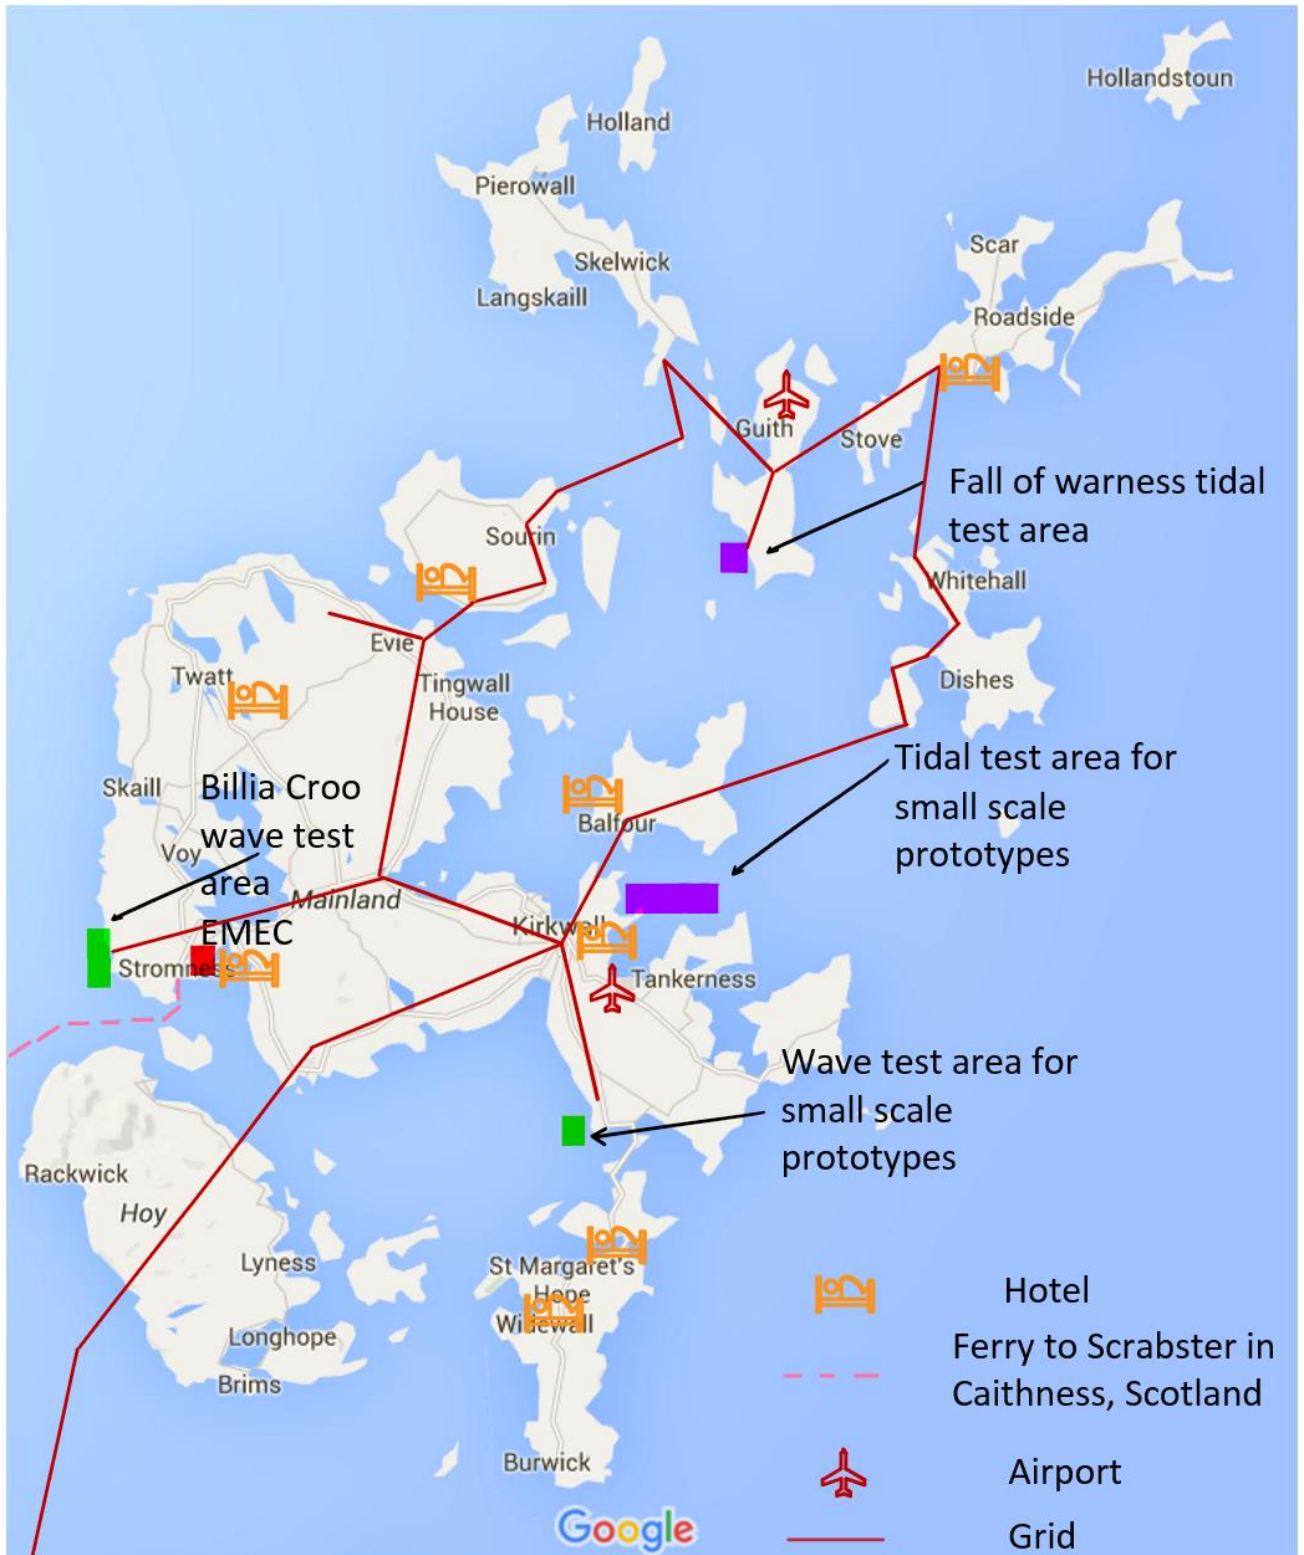 Hollandstoun
Holland
Pierowall
Scar
Skelwick
Langskaill
Roadside
Guith
Stove
Fall of warness tidal
test area
Sourin
Whitehall
Evie
Twatt
Tingwall
House
Dishes
Tidal test area for
small scale
prototypes
Skaill
Billia Croo
wave test
area
EMEC
Balfour
Voy
Mainland
Kirkwall
Stromness
Tankerness
Wave test area for
small scale
prototypes
Rackwick
Hoy
Lyness
St Margaret's
Hope
Widewall
Longhope
Brims
Burwick
Google
Hotel
Ferry to Scrabster in
Caithness, Scotland
Airport
Grid